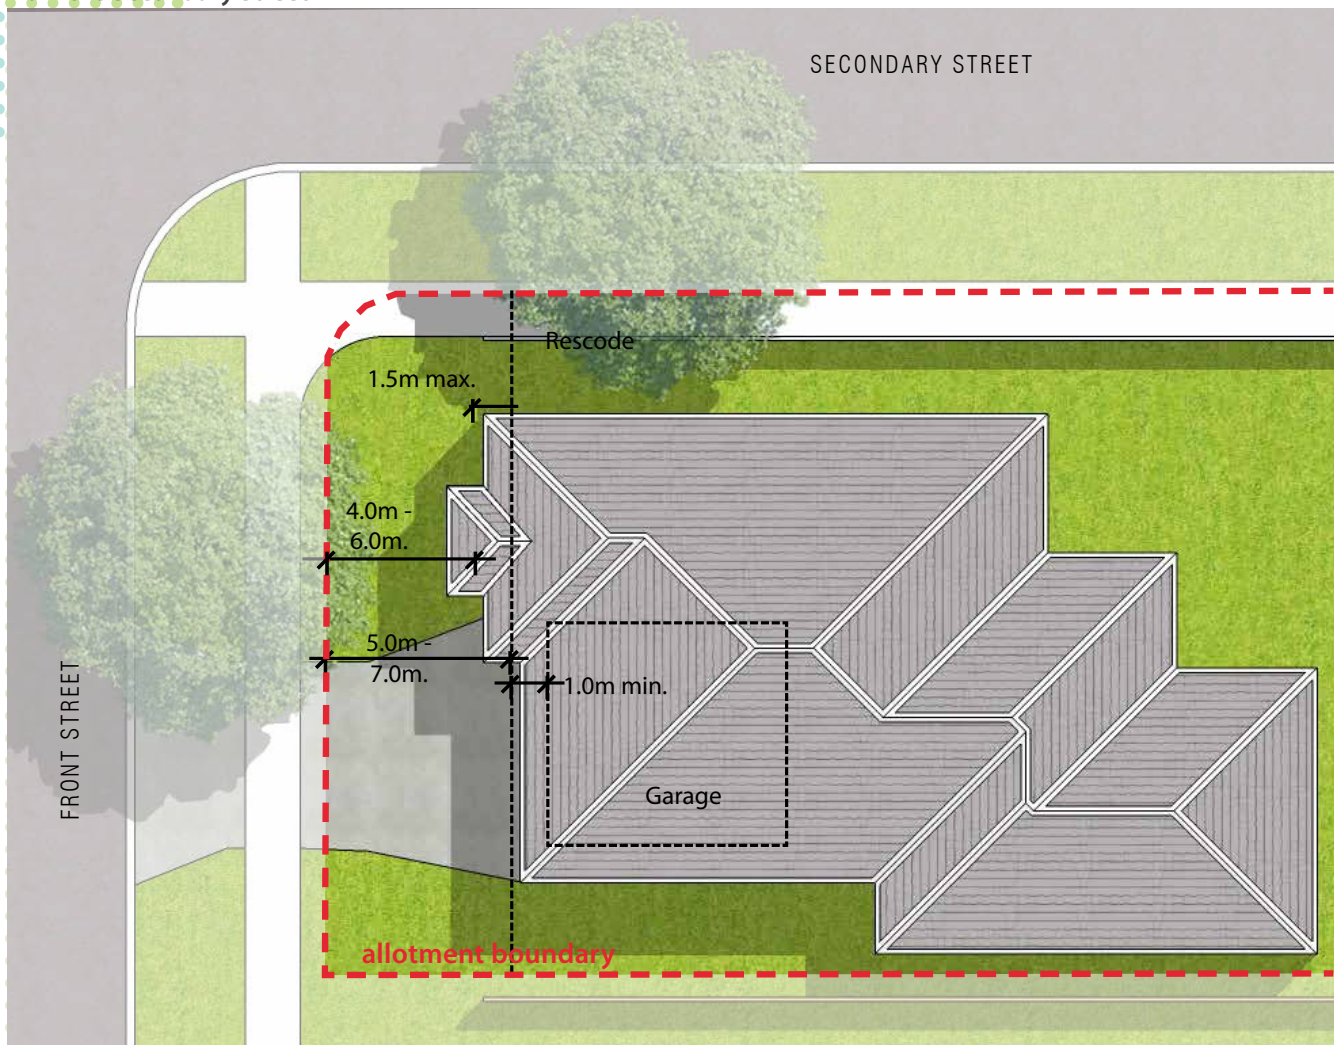 SECONDARY STREET
Rescode
1.5m max.
4.0m -
6.0m.
5.0m -
7.0m.
1.0m min.
FRONT STREET
Garage
allotment boundary